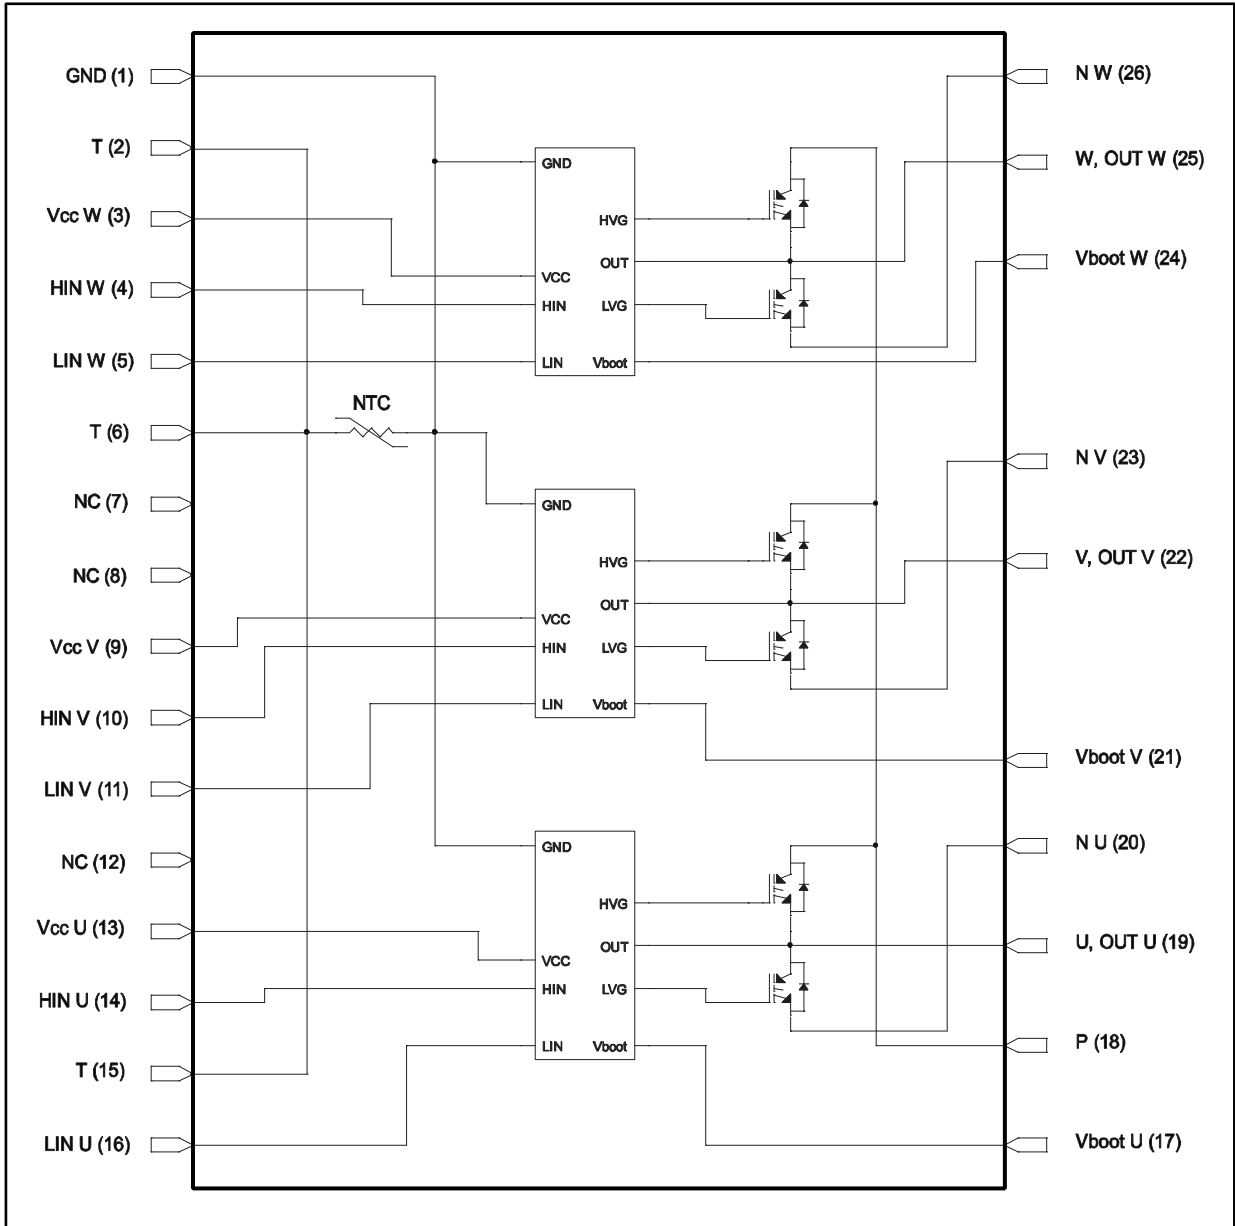 GND (1)
T (2)
Vcc W (3)
HIN W (4)
LIN W (5)
T (6)
NC (7)
NC (8)
Vcc V (9)
HIN V (10)
LIN V (11)
NC (12)
Vcc U (13)
HIN U (14)
T (15)
LIN U (16)
NTC
GND
HVG
OUT
VCC
HIN
LVG
LIN
Vboot
GND
HVG
OUT
VCC
HIN
LVG
LIN
Vboot
GND
HVG
OUT
VCC
HIN
LVG
LIN
Vboot
N W (26)
W, OUT W (25)
Vboot W (24)
N V (23)
V, OUT V (22)
Vboot V (21)
N U (20)
U, OUT U (19)
P (18)
Vboot U (17)